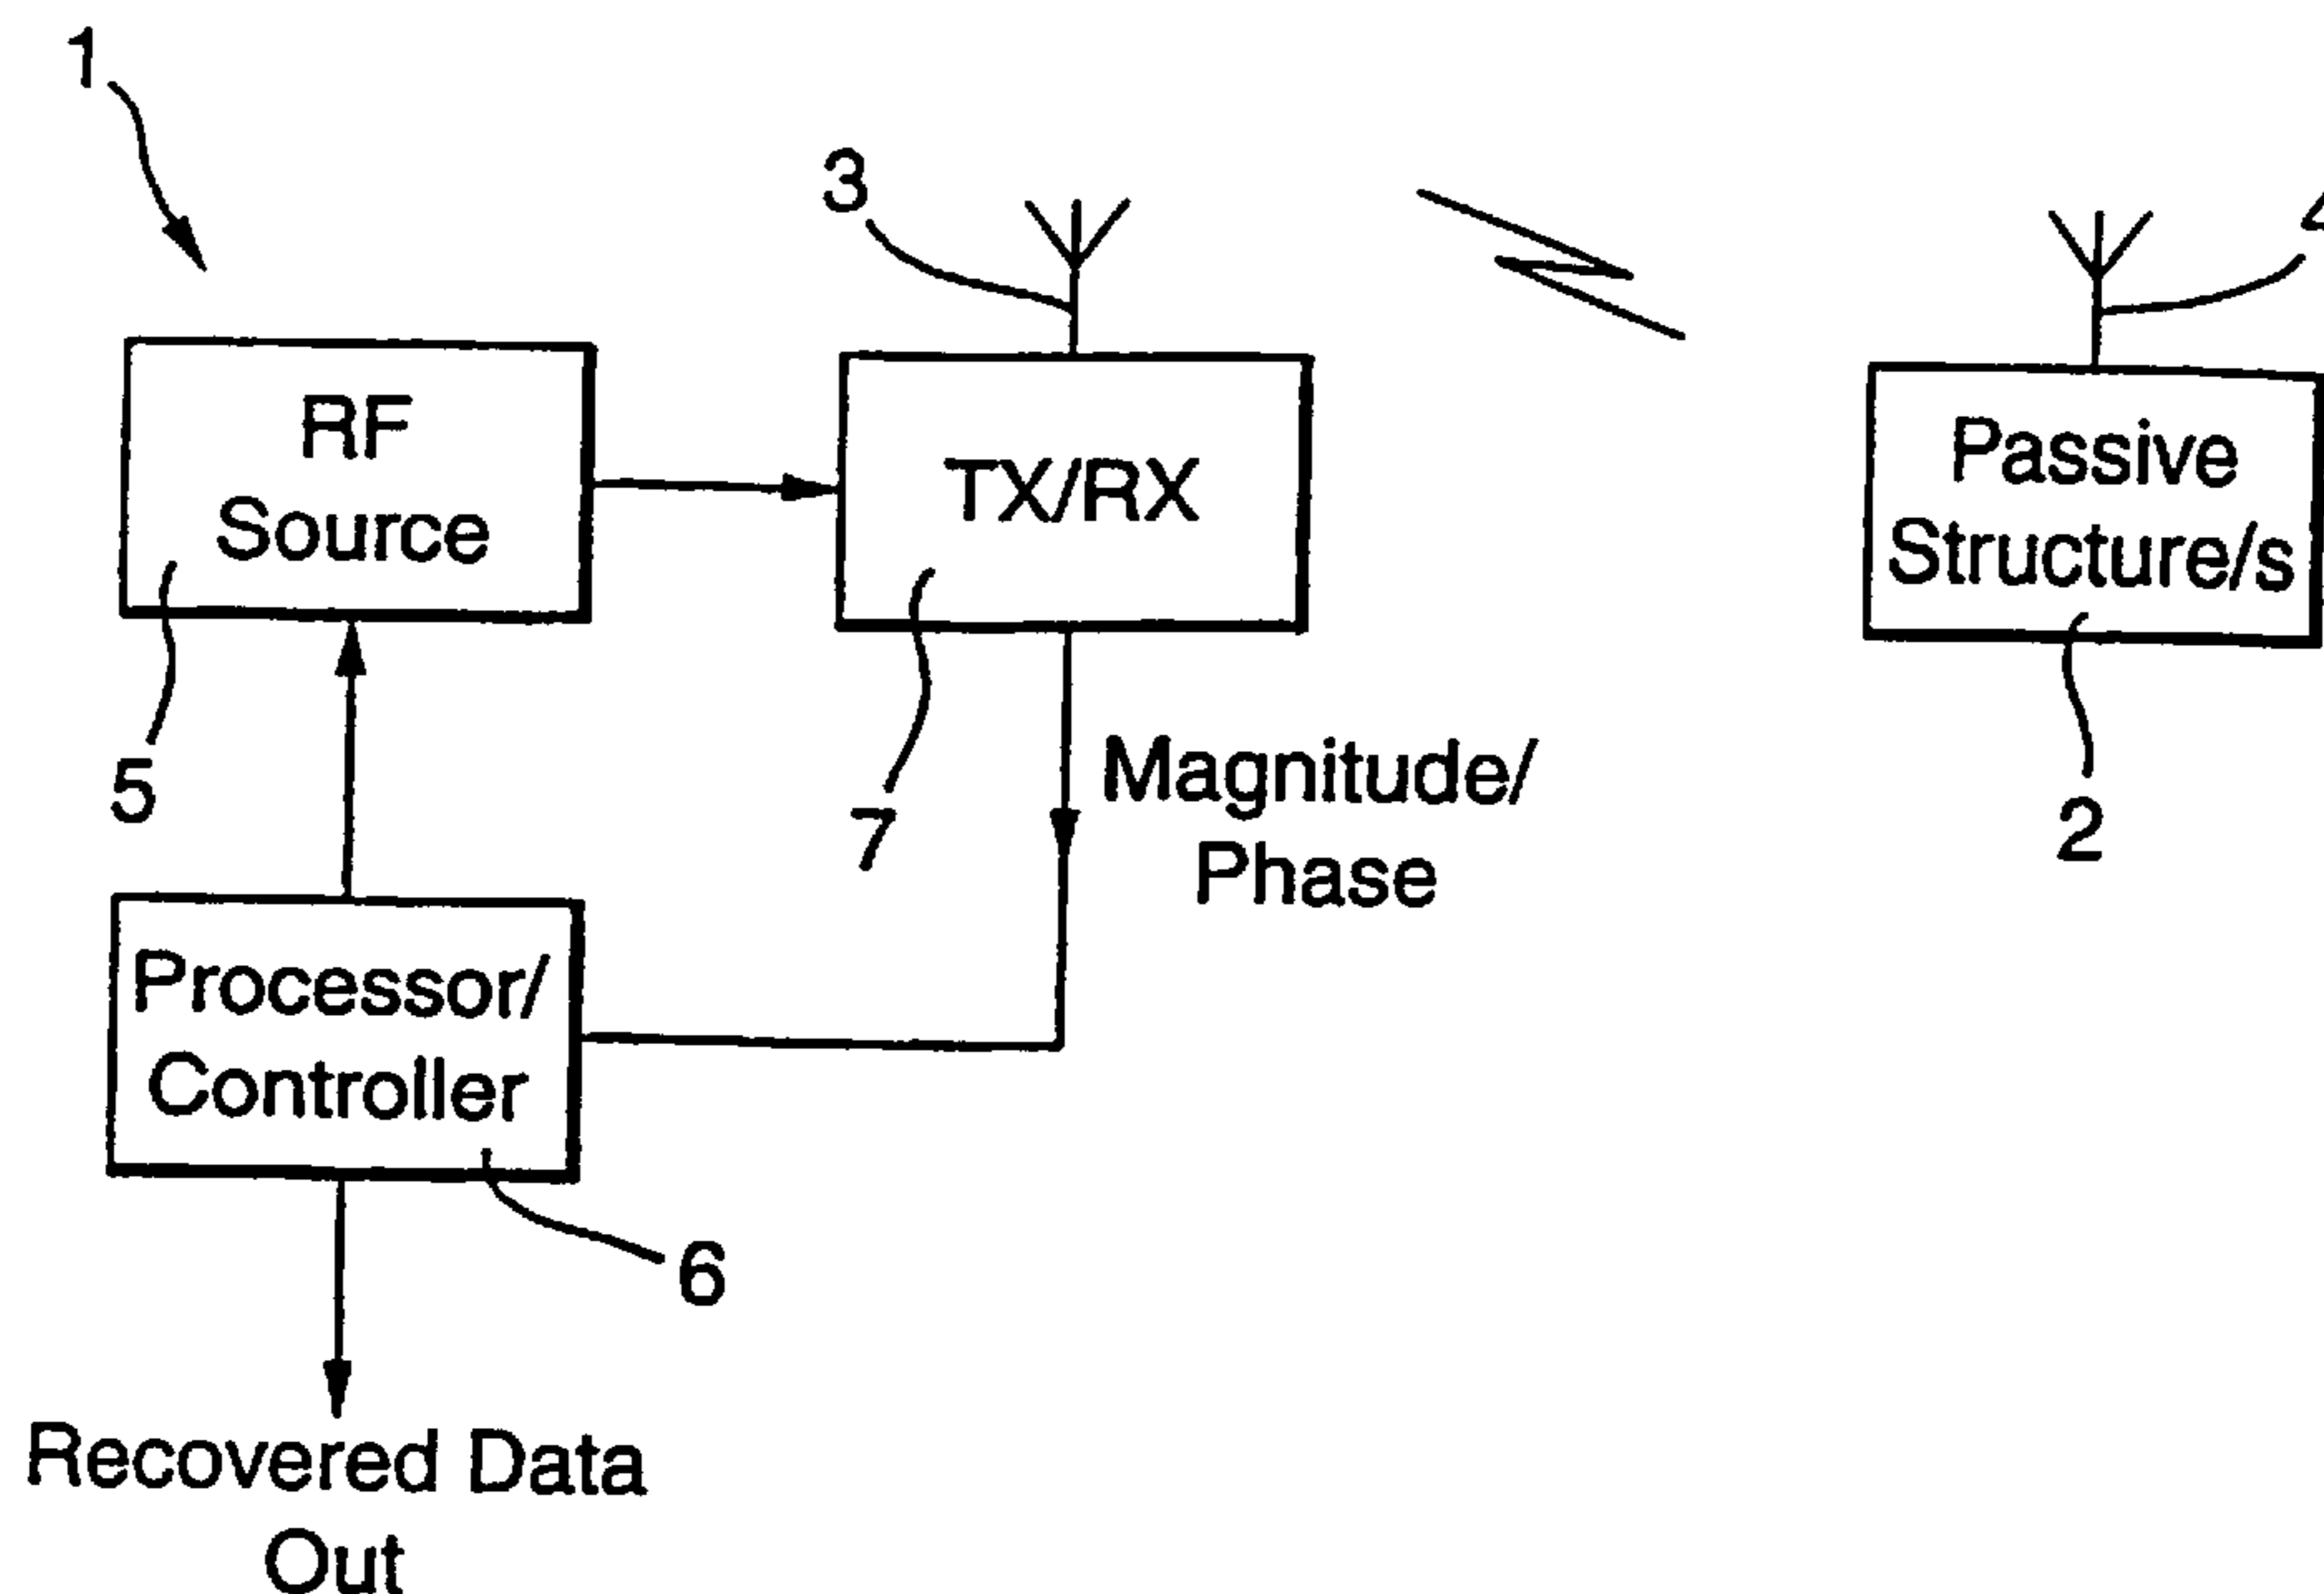 1
3
RF
Source
TX/RX
Passive
Structure/s
5
7
Magnitude/
Phase
2
Processor/
Controller
6
Recovered Data
Out